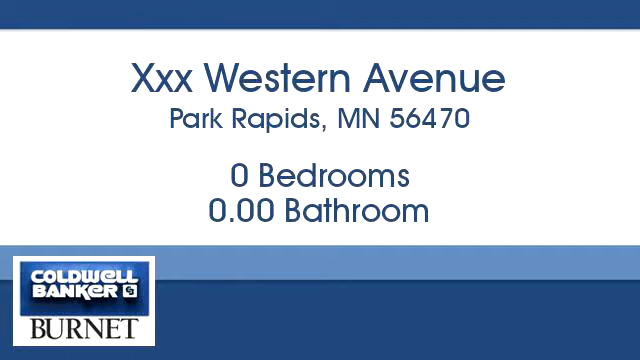 Xxx Western Avenue
Park Rapids, MN 56470
0 Bedrooms
0.00 Bathroom
COLDWELL
BANKER
BURNET